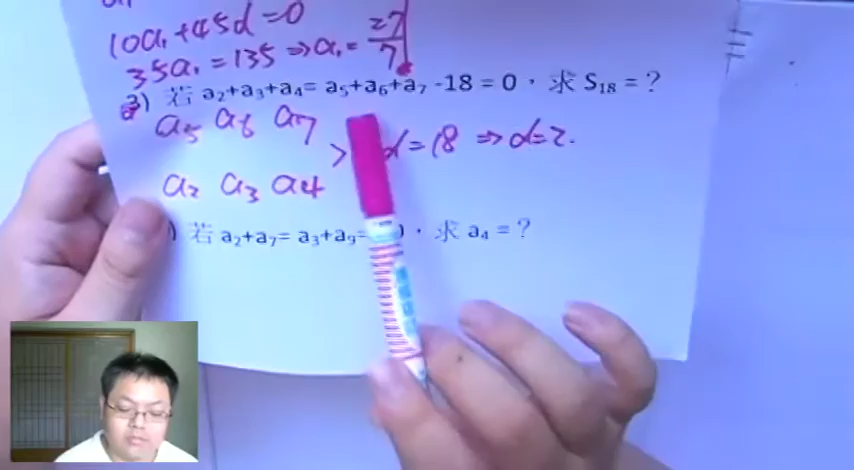 10a₁+45d=0
35a₁=135⇒a₁=27/7
3) 若 a₂+a₃+a₄= a₅+a₆+a₇ -18 = 0，求 S₁₈ = ?
a₅ a₆ a₇
> d=18 ⇒d=2.
a₂ a₃ a₄
) 若 a₂+a₇= a₃+a₉= 0，求 a₄ = ?